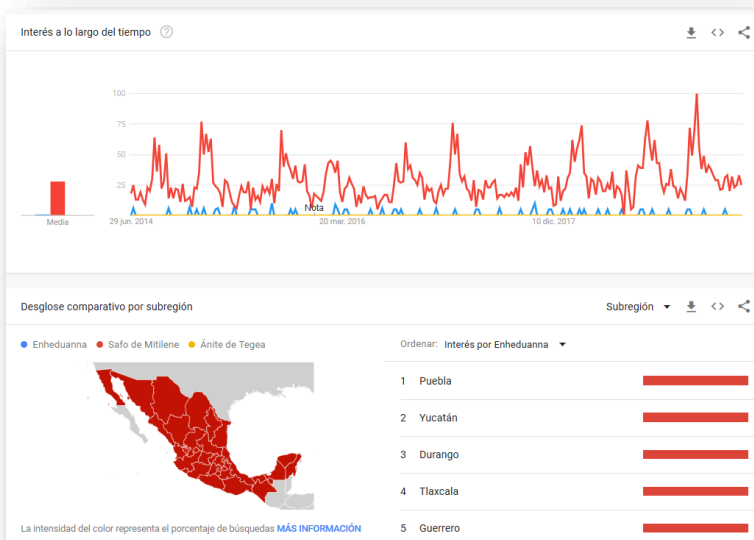 Interés a lo largo del tiempo
100
75
50
25
Nota
Media
29 jun. 2014
20 mar. 2016
10 dic. 2017
Desglose comparativo por subregión
Subregión
Enheduanna Safo de Mitilene Ánite de Tegea
Ordenar: Interés por Enheduanna
1 Puebla
2 Yucatán
3 Durango
4 Tlaxcala
5 Guerrero
La intensidad del color representa el porcentaje de búsquedas MÁS INFORMACIÓN